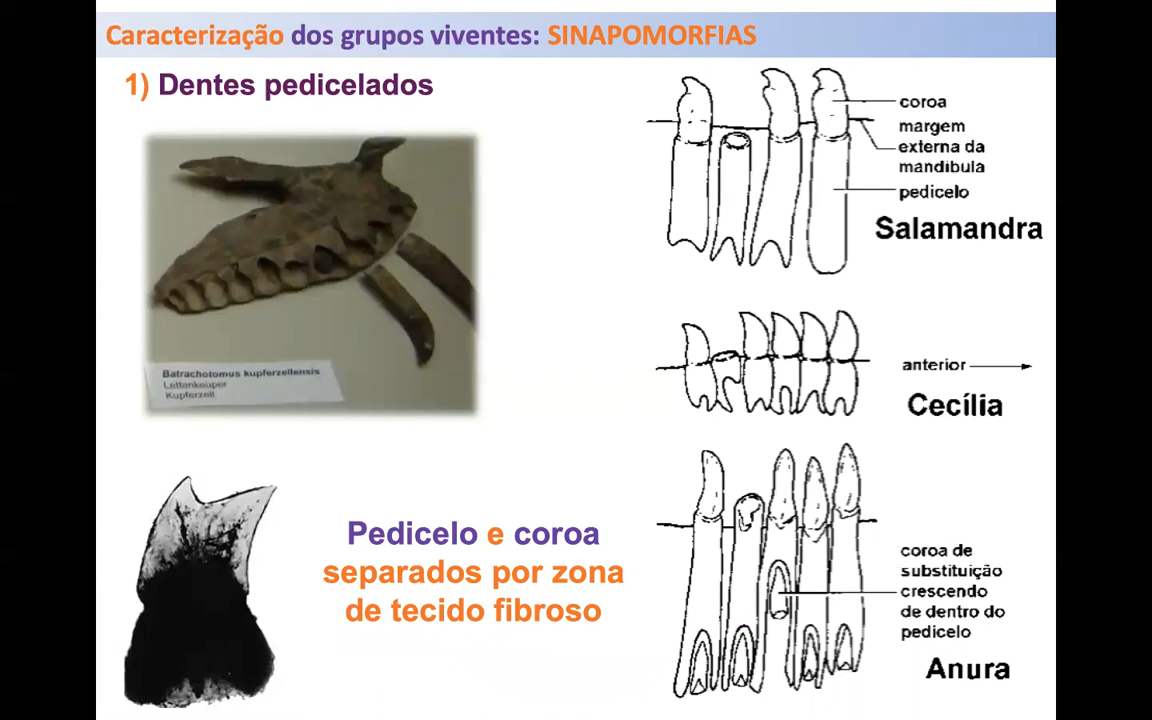 Caracterização dos grupos viventes: SINAPOMORFIAS
1) Dentes pedicelados
Batrachotomus kupferzellensis
Lettenkeuper
Kupferzell
Pedicelo e coroa
separados por zona
de tecido fibroso
coroa
margem
externa da
mandibula
pedicelo
Salamandra
anterior
Cecília
coroa de
substituição
crescendo
de dentro do
pedicelo
Anura